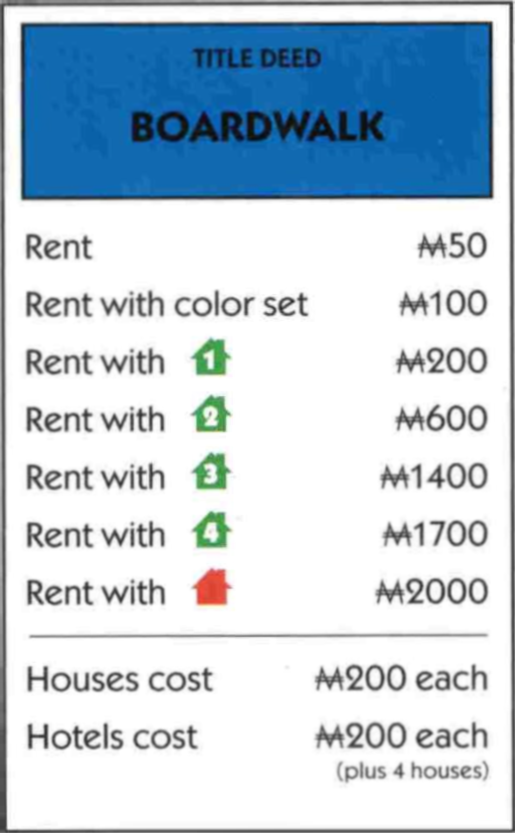 TITLE DEED
BOARDWALK
Rent ₩50
Rent with color set ₩100
Rent with 1 ₩200
Rent with 2 ₩600
Rent with 3 ₩1400
Rent with 4 ₩1700
Rent with ₩2000
Houses cost ₩200 each
Hotels cost ₩200 each
(plus 4 houses)